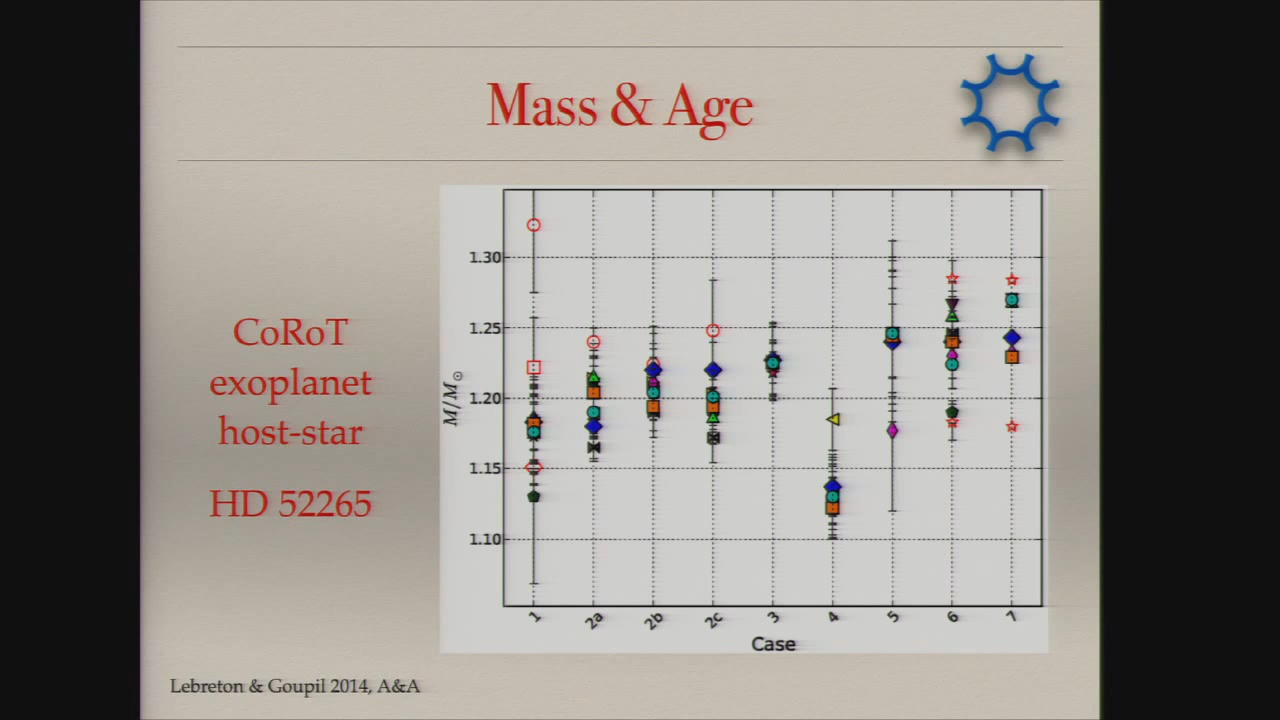 Mass & Age
CoRoT
exoplanet
host-star
HD 52265
M/M☉
1.30
1.25
1.20
1.15
1.10
1 2a 2b 2c 3 4 5 6 7
Case
Lebreton & Goupil 2014, A&A